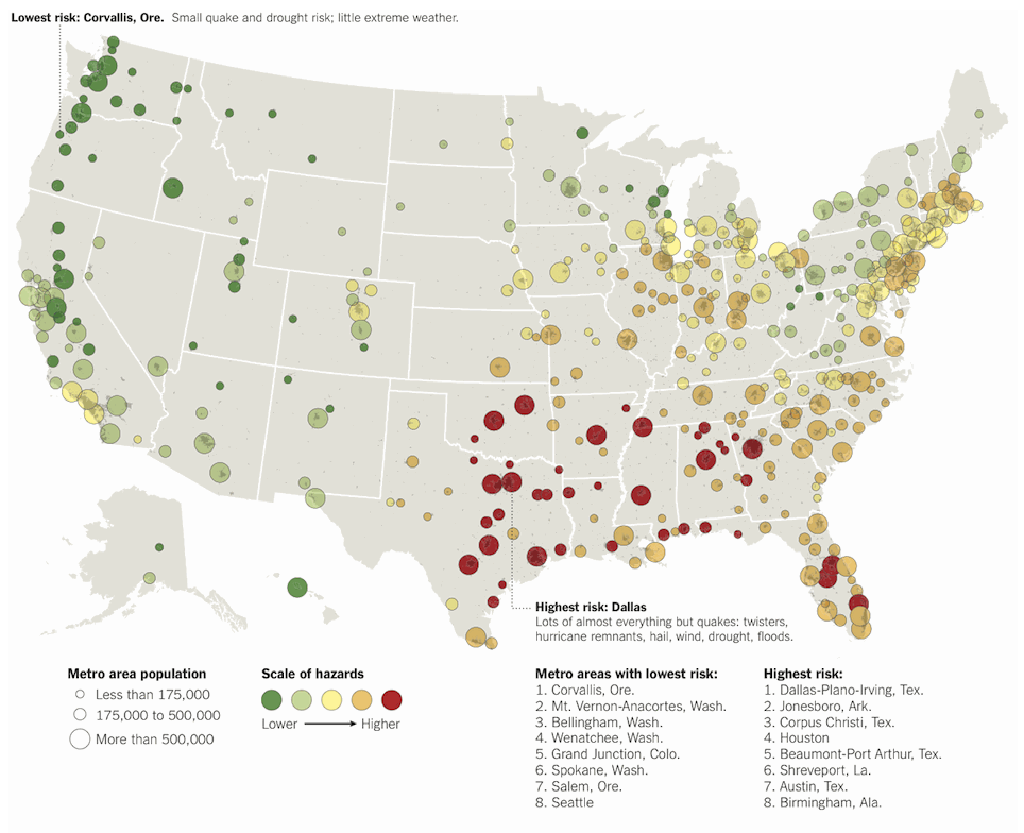 Lowest risk: Corvallis, Ore. Small quake and drought risk; little extreme weather.
Highest risk: Dallas
Lots of almost everything but quakes: twisters,
hurricane remnants, hail, wind, drought, floods.
Metro area population
Less than 175,000
175,000 to 500,000
More than 500,000
Scale of hazards
Lower Higher
Metro areas with lowest risk:
1. Corvallis, Ore.
2. Mt. Vernon-Anacortes, Wash.
3. Bellingham, Wash.
4. Wenatchee, Wash.
5. Grand Junction, Colo.
6. Spokane, Wash.
7. Salem, Ore.
8. Seattle
Highest risk:
1. Dallas-Plano-Irving, Tex.
2. Jonesboro, Ark.
3. Corpus Christi, Tex.
4. Houston
5. Beaumont-Port Arthur, Tex.
6. Shreveport, La.
7. Austin, Tex.
8. Birmingham, Ala.